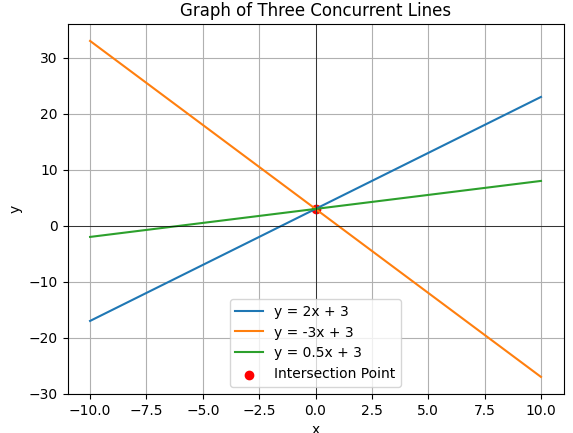 Graph of Three Concurrent Lines
y
30
20
10
0
−10
−20
−30
y = 2x + 3
y = -3x + 3
y = 0.5x + 3
Intersection Point
−10.0 −7.5 −5.0 −2.5 0.0 2.5 5.0 7.5 10.0
x